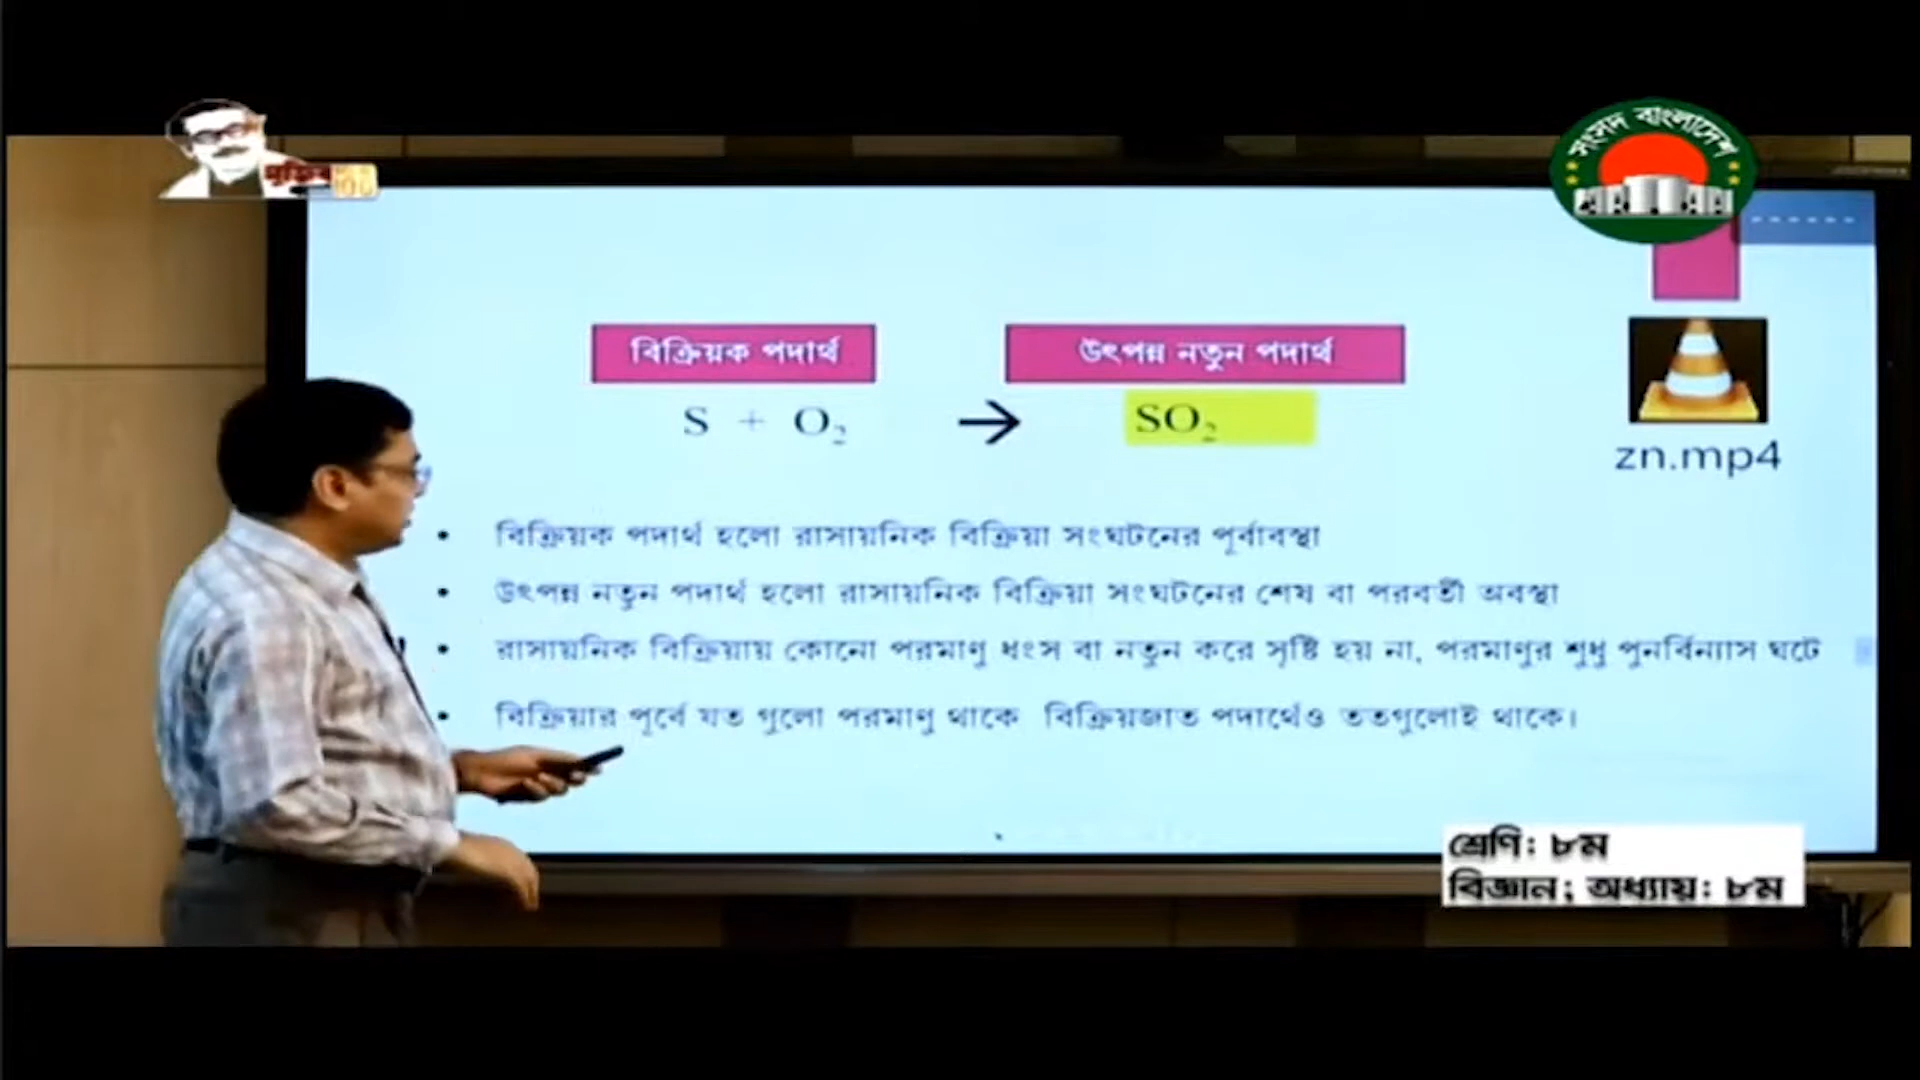 সংসদ বাংলাদেশ
বিক্রিয়ক পদার্থ
উৎপন্ন নতুন পদার্থ
S + O₂ → SO₂
zn.mp4
• বিক্রিয়ক পদার্থ হলো রাসায়নিক বিক্রিয়া সংঘটনের পূর্বাবস্থা
• উৎপন্ন নতুন পদার্থ হলো রাসায়নিক বিক্রিয়া সংঘটনের শেষ বা পরবর্তী অবস্থা
• রাসায়নিক বিক্রিয়ায় কোনো পরমাণু ধংস বা নতুন করে সৃষ্টি হয় না, পরমাণুর শুধু পুনর্বিন্যাস ঘটে
• বিক্রিয়ার পূর্বে যত গুলো পরমাণু থাকে বিক্রিয়জাত পদার্থেও ততগুলোই থাকে।
শ্রেণি: ৮ম
বিজ্ঞান; অধ্যায়: ৮ম